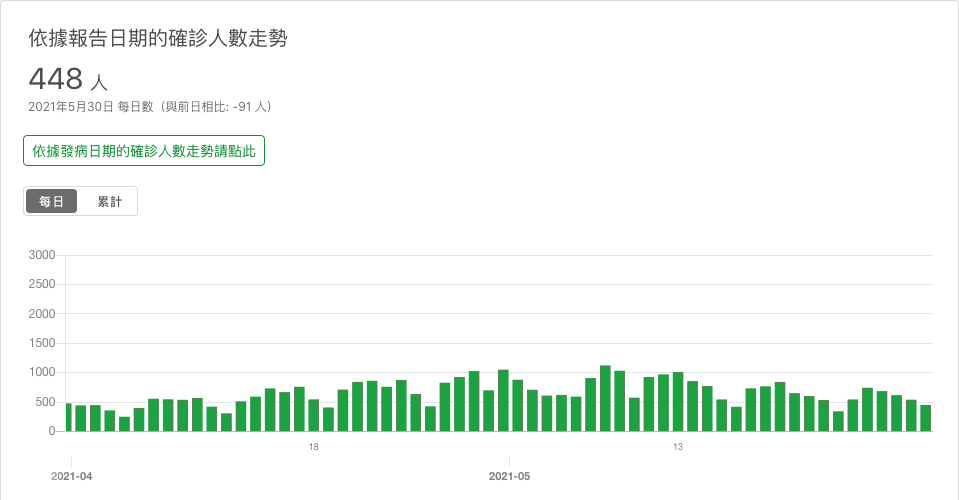 依據報告日期的確診人數走勢
448 人
2021年5月30日 每日數（與前日相比: -91 人）
依據發病日期的確診人數走勢請點此
每日 累計
3000
2500
2000
1500
1000
500
0
18 13
2021-04 2021-05